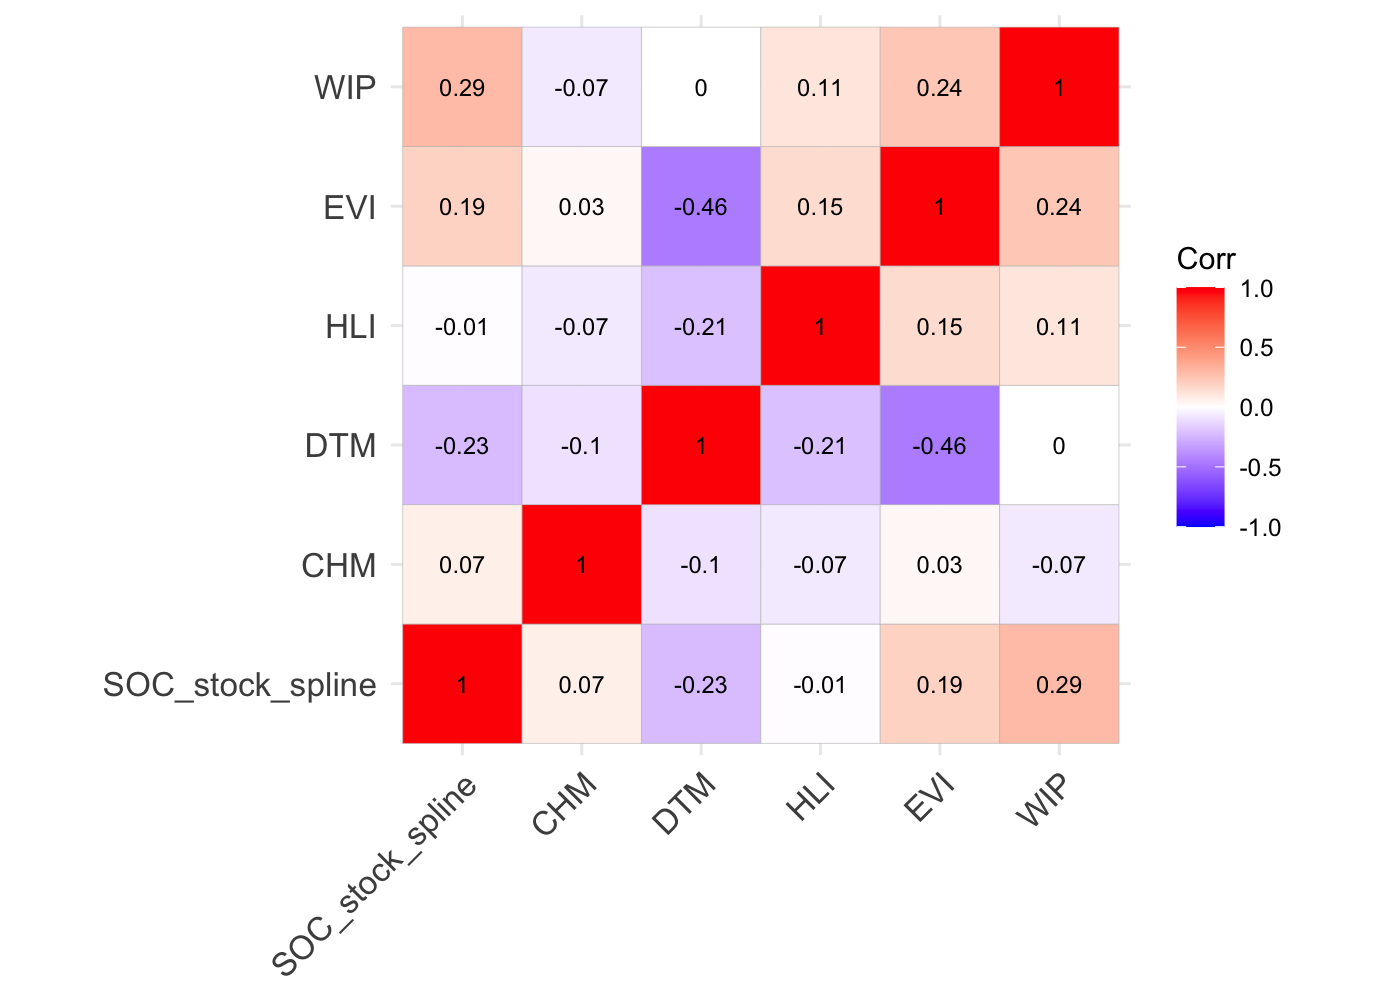 WIP 0.29 -0.07 0 0.11 0.24 1
EVI 0.19 0.03 -0.46 0.15 1 0.24
HLI -0.01 -0.07 -0.21 1 0.15 0.11
DTM -0.23 -0.1 1 -0.21 -0.46 0
CHM 0.07 1 -0.1 -0.07 0.03 -0.07
SOC_stock_spline 1 0.07 -0.23 -0.01 0.19 0.29
SOC_stock_spline CHM DTM HLI EVI WIP
Corr
1.0
0.5
0.0
-0.5
-1.0